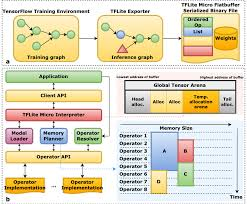 TensorFlow Training Environment
TFLite Exporter
TFLite Micro Flatbuffer
Serialized Binary File
Ordered
Op
List
Weights
Training graph
Inference graph
a
Application
Client API
TFLite Micro Interpreter
Model
Loader
Memory
Planner
Operator
Resolver
Operator API
Operator
Implementation
...
Operator
Implementation
b
Lowest address of buffer
Highest address of buffer
Global Tensor Arena
Head
alloc.
Alloc
Alloc
Temp.
allocation
arena
Tail
alloc.
Memory Size
Operator 1
Operator 2
Operator 3
Operator 4
Operator 5
Operator 6
Operator 7
Operator 8
A
B
C
D
Time